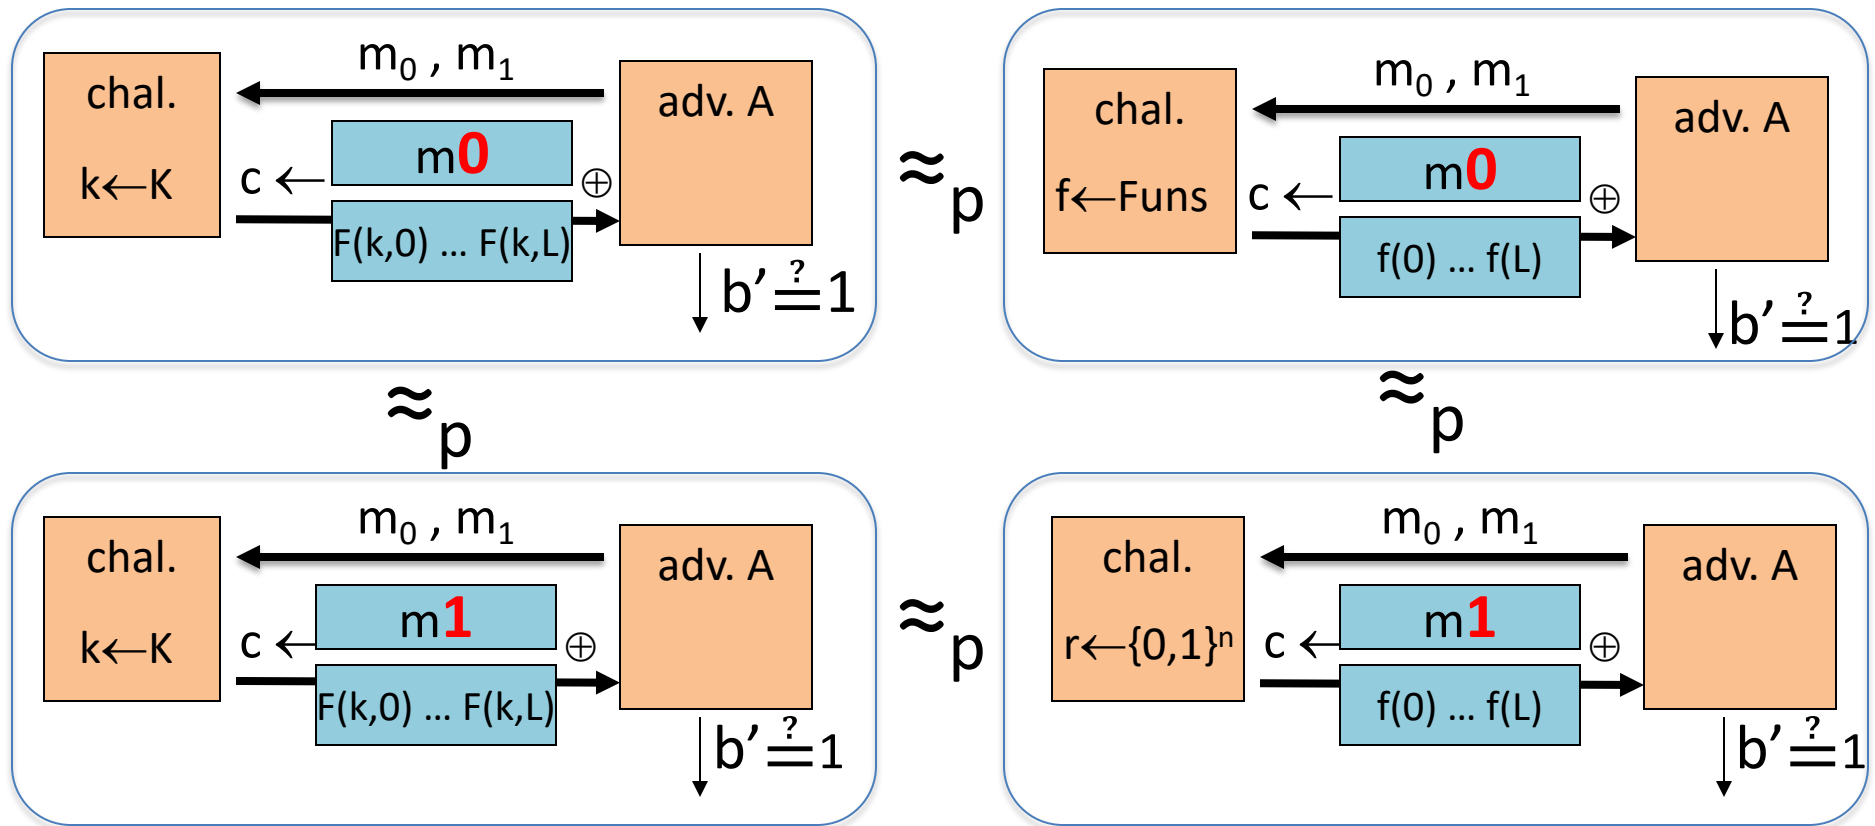 m₀ , m₁
chal.
adv. A
m0
c ← ⊕
k←K
F(k,0) ... F(k,L)
b' ≟ 1
≈p
m₀ , m₁
chal.
adv. A
m0
c ← ⊕
f←Funs
f(0) ... f(L)
b' ≟ 1
≈p
≈p
m₀ , m₁
chal.
adv. A
m1
c ← ⊕
k←K
F(k,0) ... F(k,L)
b' ≟ 1
≈p
m₀ , m₁
chal.
adv. A
m1
c ← ⊕
r←{0,1}ⁿ
f(0) ... f(L)
b' ≟ 1